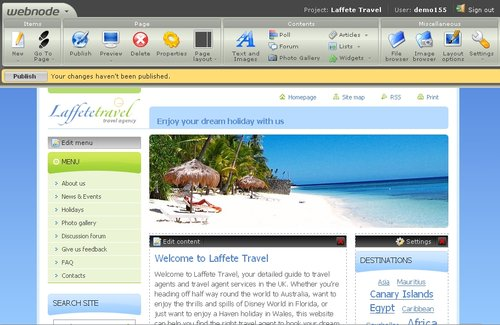 webnode
Project: Laffete Travel User: demo155 Sign out
Items Page Contents Miscellaneous
New Go To Page Publish Preview Delete Properties Page layout Text and Images Poll Forum Photo Gallery Articles Lists Widgets File browser Image browser Settings
Publish Your changes haven't been published.
Homepage Site map RSS Print
Laffetetravel
travel agency
Enjoy your dream holiday with us
Edit menu
MENU
About us
News & Events
Holidays
Photo gallery
Discussion forum
Give us feedback
FAQ
Contacts
SEARCH SITE
Edit content
Welcome to Laffete Travel
Welcome to Laffete Travel, your detailed guide to travel
agents and travel agent services in the UK. Whether you're
heading off half way round the world to Australia, want to
enjoy the thrills and spills of Disney World in Florida, or
just want to enjoy a Haven holiday in Wales, this website
can help you find the right travel agent to book your dream
Settings
DESTINATIONS
Asia Mauritius
Canary Islands
Egypt Caribbean
Seychelles Africa